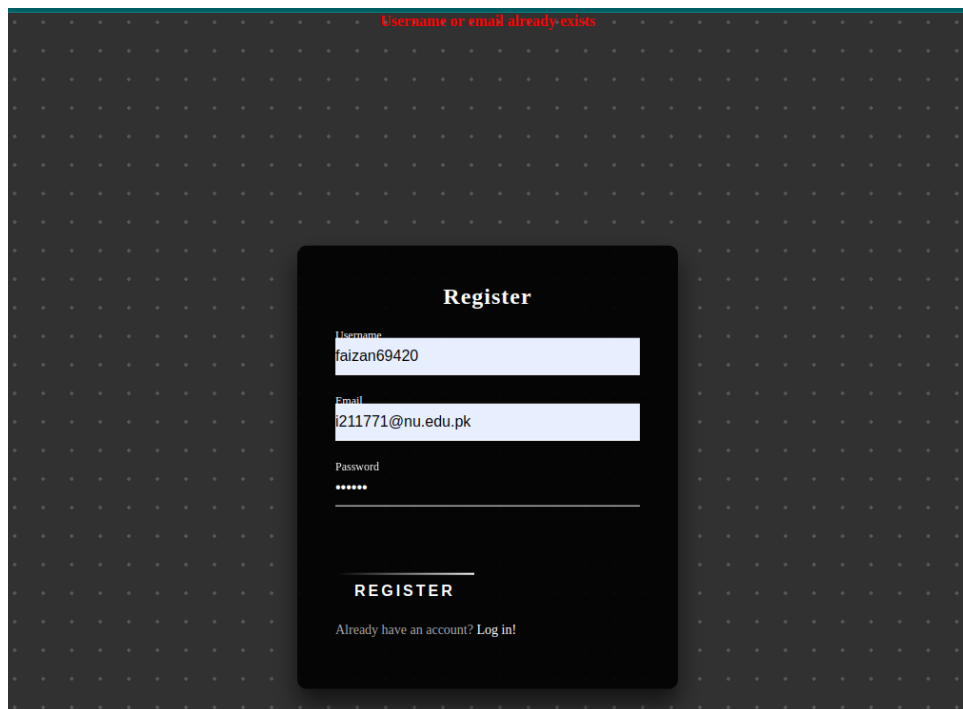 Username or email already exists
Register
Username
faizan69420
Email
i211771@nu.edu.pk
Password
••••••
REGISTER
Already have an account? Log in!